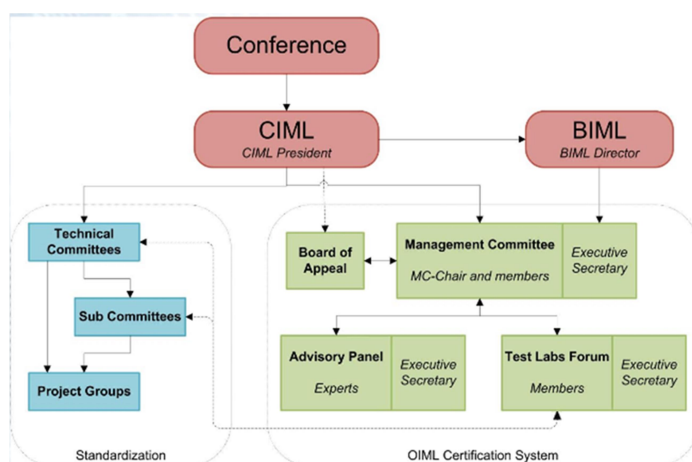 Conference
CIML
CIML President
BIML
BIML Director
Technical
Committees
Board of
Appeal
Management Committee
MC-Chair and members
Executive
Secretary
Sub Committees
Project Groups
Advisory Panel
Experts
Executive
Secretary
Test Labs Forum
Members
Executive
Secretary
Standardization
OIML Certification System